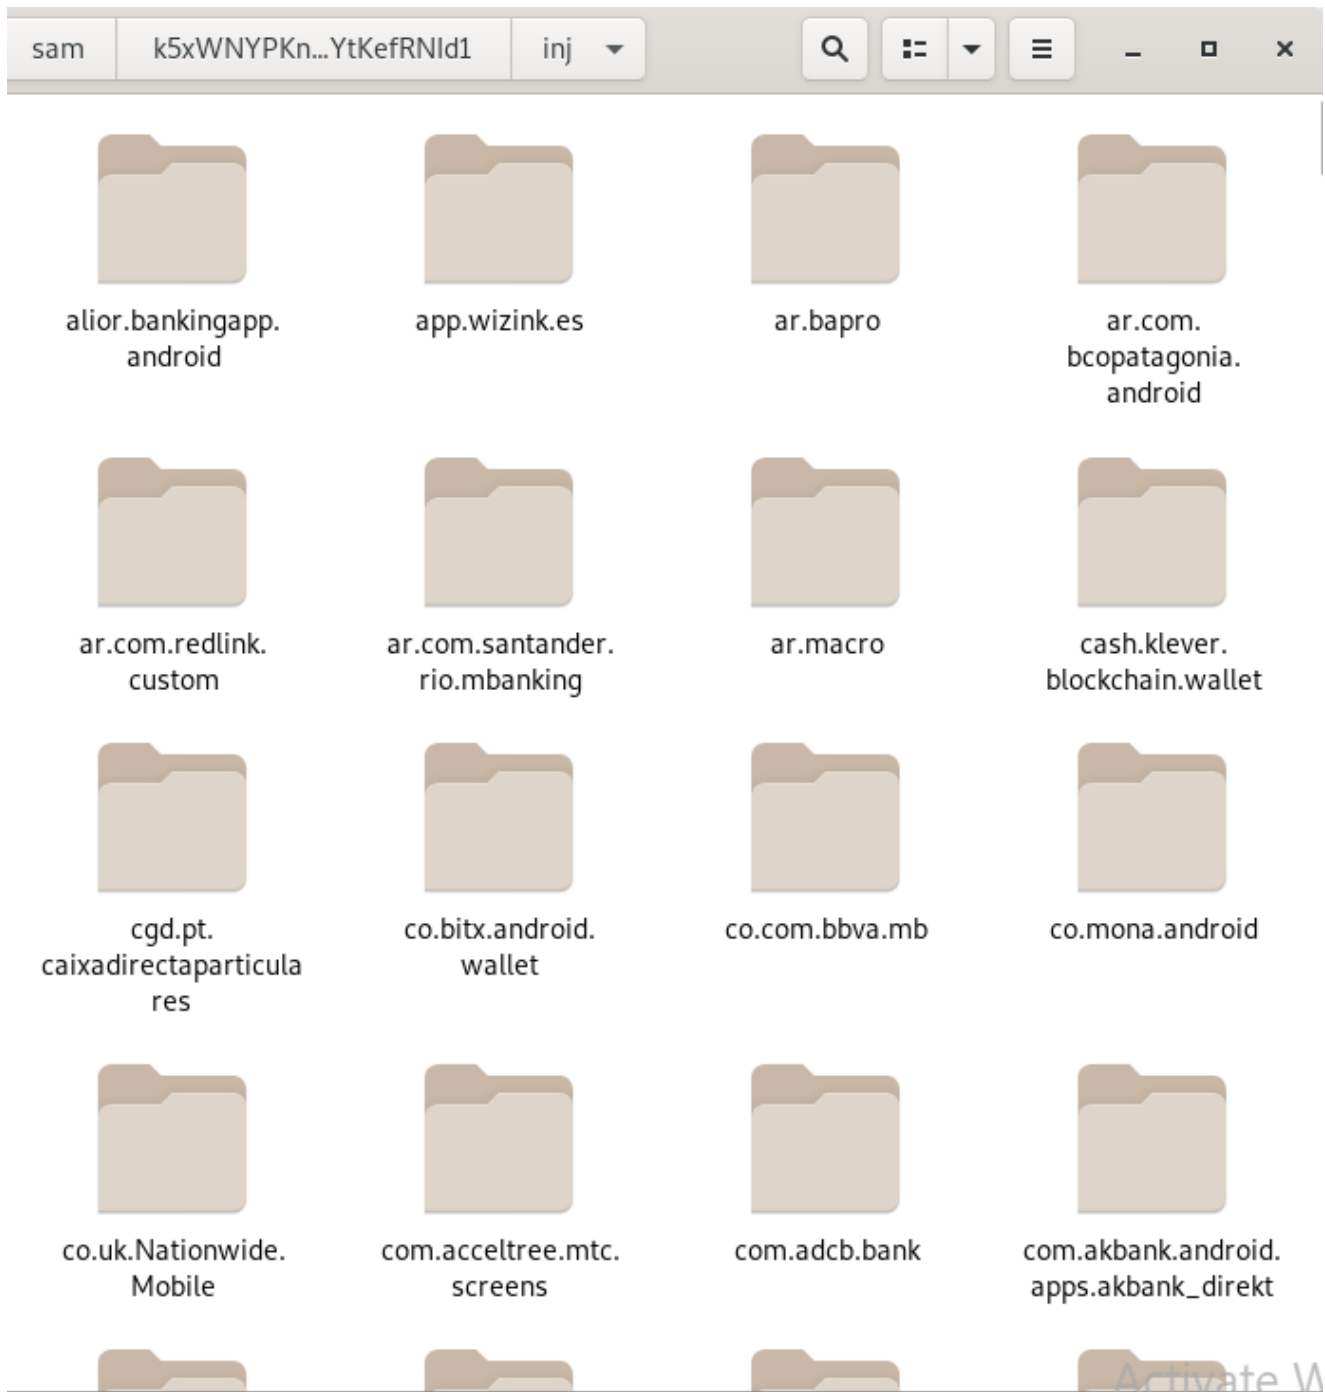 sam
k5xWNYPKn...YtKefRNld1
inj
alior.bankingapp.
android
app.wizink.es
ar.bapro
ar.com.
bcopatagonia.
android
ar.com.redlink.
custom
ar.com.santander.
rio.mbanking
ar.macro
cash.klever.
blockchain.wallet
cgd.pt.
caixadirectaparticula
res
co.bitx.android.
wallet
co.com.bbva.mb
co.mona.android
co.uk.Nationwide.
Mobile
com.acceltree.mtc.
screens
com.adcb.bank
com.akbank.android.
apps.akbank_direkt
Activate W